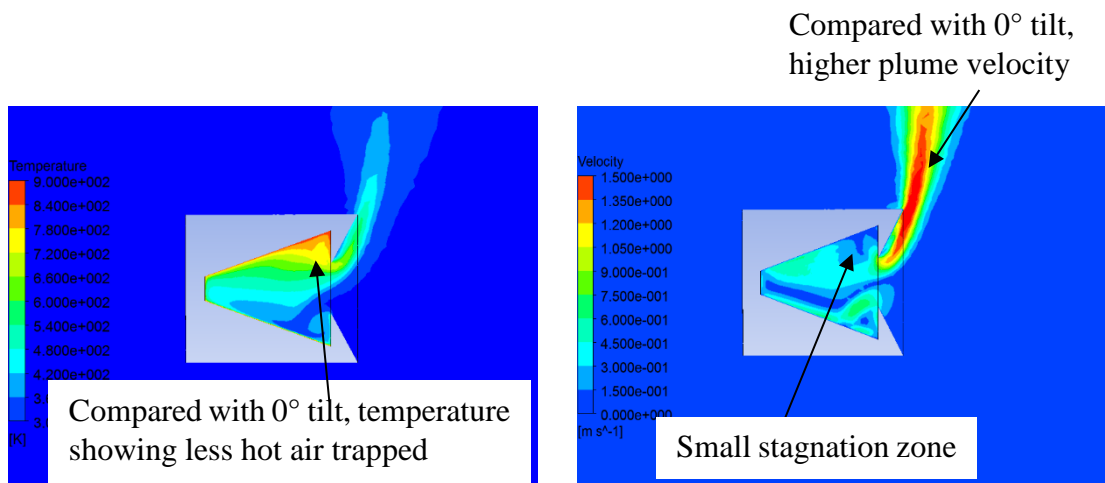 Compared with 0° tilt,
higher plume velocity
Temperature
9.000e+002
8.400e+002
7.800e+002
7.200e+002
6.600e+002
6.000e+002
5.400e+002
4.800e+002
4.200e+002
[K]
Compared with 0° tilt, temperature
showing less hot air trapped
Velocity
1.500e+000
1.350e+000
1.200e+000
1.050e+000
9.000e-001
7.500e-001
6.000e-001
4.500e-001
3.000e-001
1.500e-001
0.000e+000
[m s^-1]
Small stagnation zone